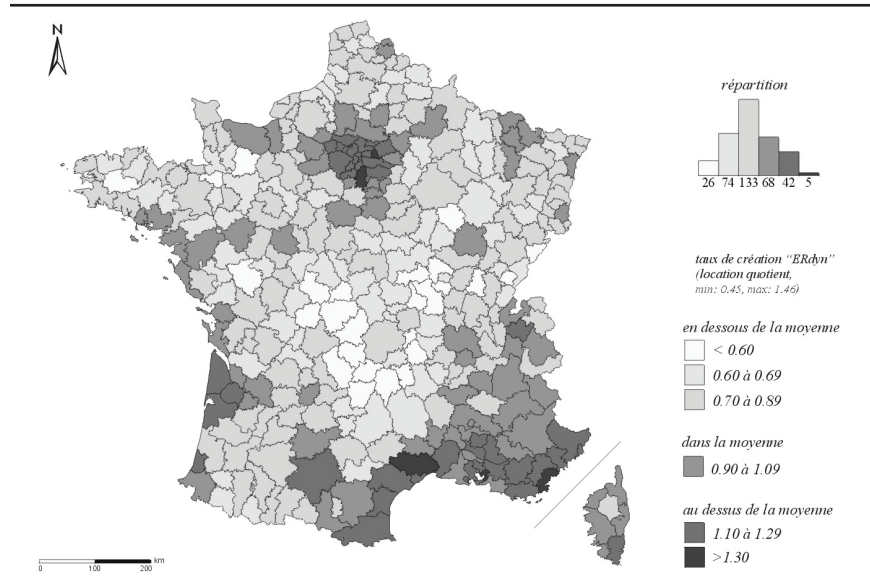 N
répartition
26 74 133 68 42 5
taux de création “ERdyn”
(location quotient,
min: 0.45, max: 1.46)
en dessous de la moyenne
< 0.60
0.60 à 0.69
0.70 à 0.89
dans la moyenne
0.90 à 1.09
au dessus de la moyenne
1.10 à 1.29
>1.30
km
0 100 200